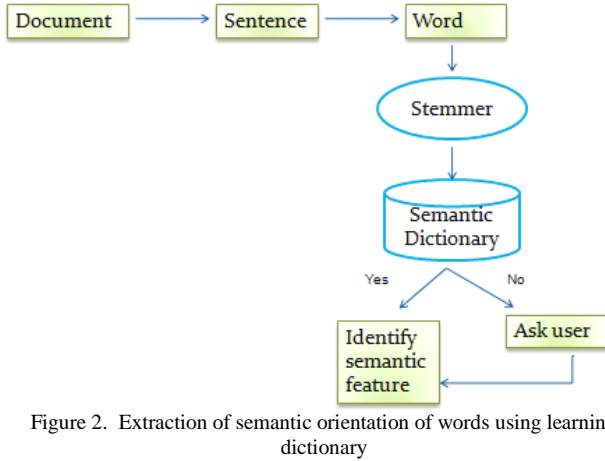 Document
Sentence
Word
Stemmer
Semantic
Dictionary
Yes
No
Identify
semantic
feature
Ask user
Figure 2. Extraction of semantic orientation of words using learnin
dictionary